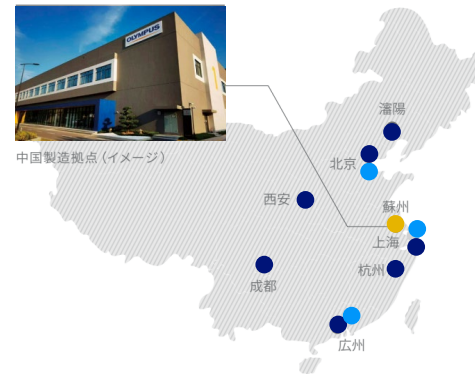 OLYMPUS
中国製造拠点(イメージ)
瀋陽
北京
西安
蘇州
上海
杭州
成都
広州